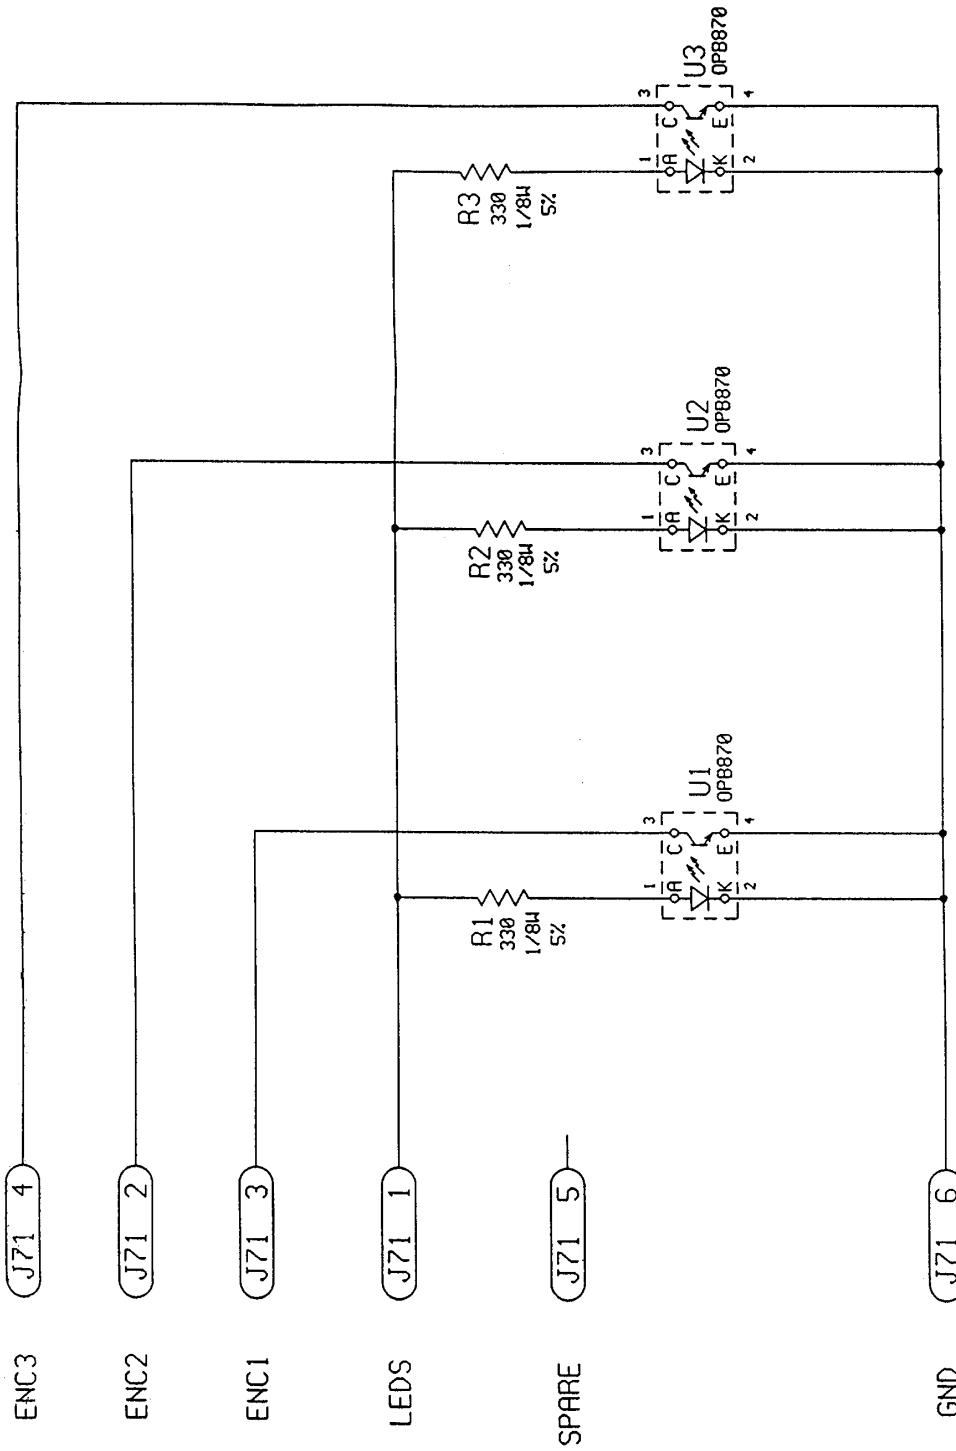 ENC3
J71 4
ENC2
J71 2
ENC1
J71 3
LEDS
J71 1
SPARE
J71 5
GND
J71 6
R1
330
1/8W
5%
1
A
K
2
3
C
E
4
U1
OPB870
R2
330
1/8W
5%
1
A
K
2
3
C
E
4
U2
OPB870
R3
330
1/8W
5%
1
A
K
2
3
C
E
4
U3
OPB870